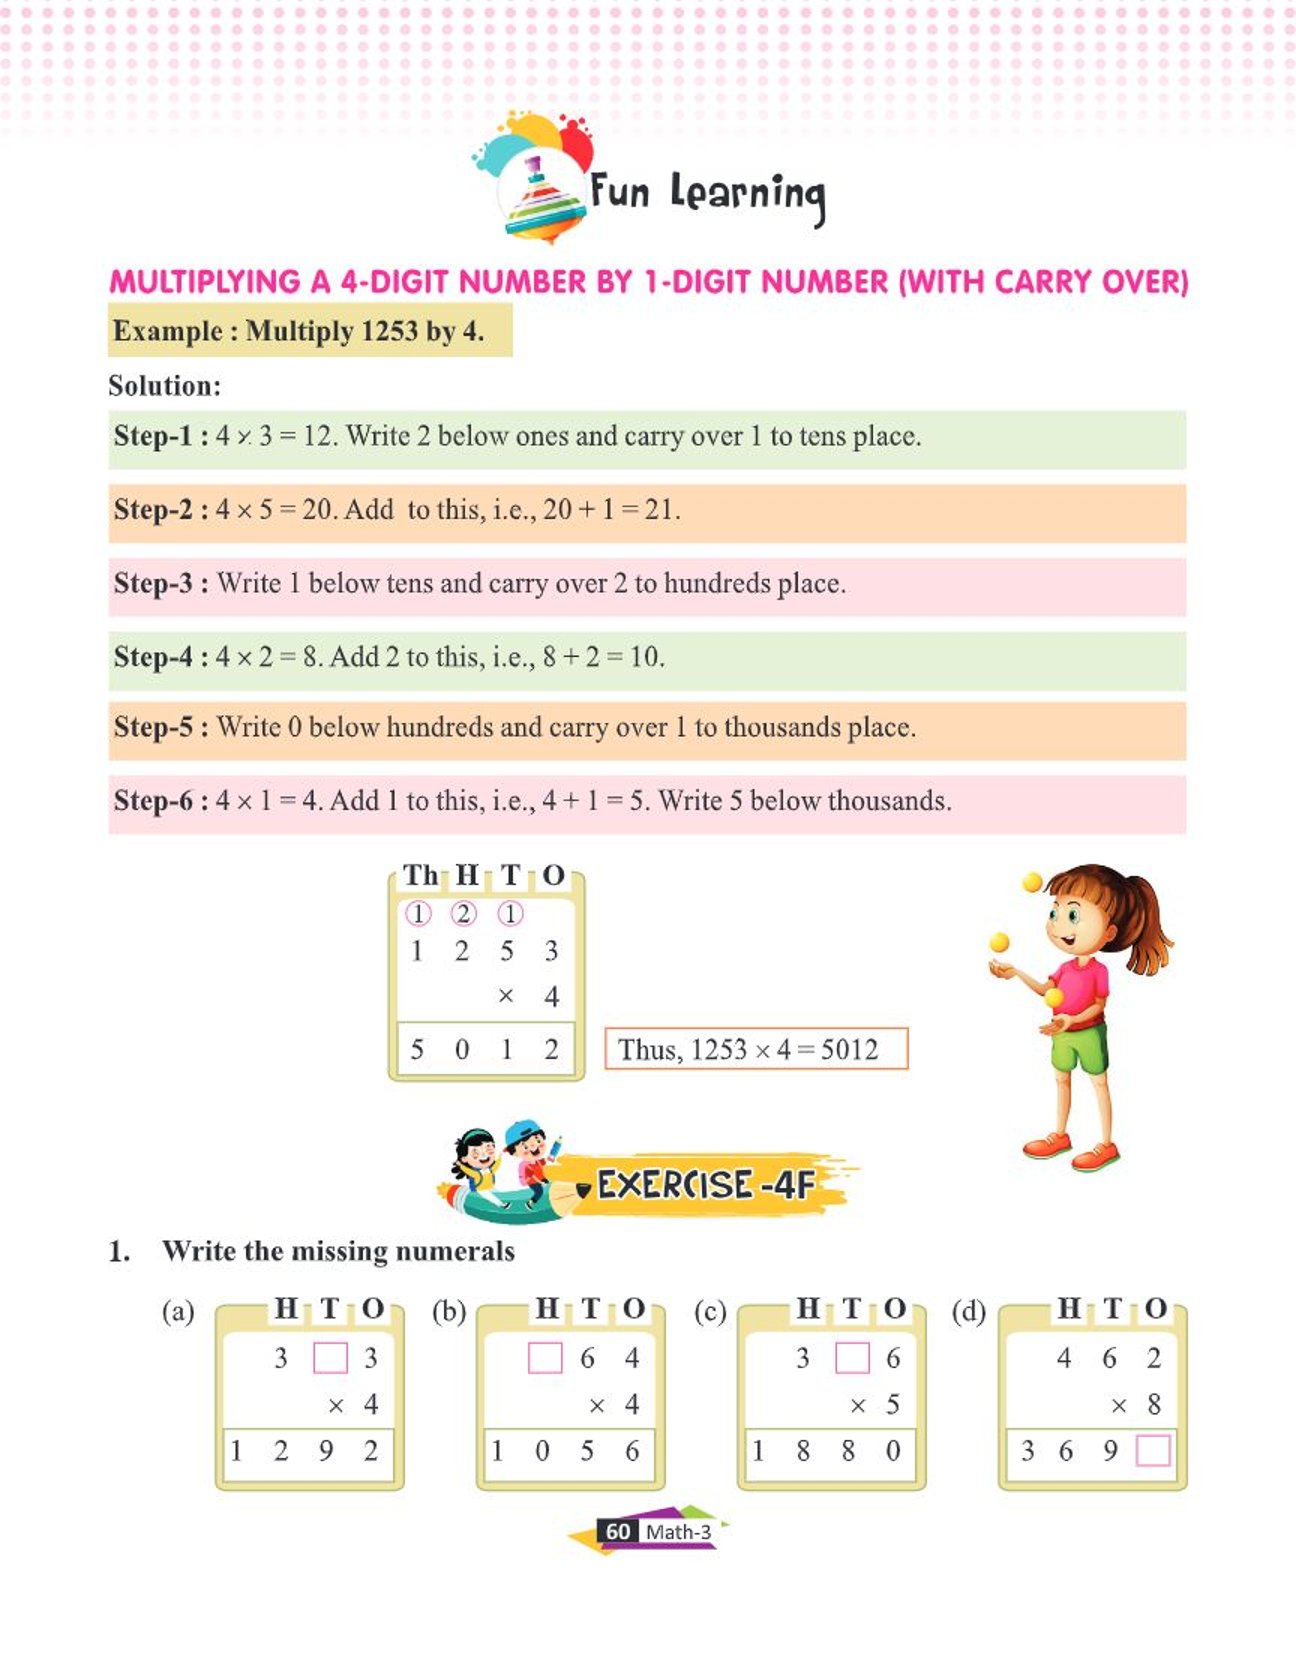 Fun Learning
MULTIPLYING A 4-DIGIT NUMBER BY 1-DIGIT NUMBER (WITH CARRY OVER)
Example : Multiply 1253 by 4.
Solution:
Step-1 : 4 × 3 = 12. Write 2 below ones and carry over 1 to tens place.
Step-2 : 4 × 5 = 20. Add to this, i.e., 20 + 1 = 21.
Step-3 : Write 1 below tens and carry over 2 to hundreds place.
Step-4 : 4 × 2 = 8. Add 2 to this, i.e., 8 + 2 = 10.
Step-5 : Write 0 below hundreds and carry over 1 to thousands place.
Step-6 : 4 × 1 = 4. Add 1 to this, i.e., 4 + 1 = 5. Write 5 below thousands.
Th H T O
1 2 1
1 2 5 3
× 4
5 0 1 2
Thus, 1253 × 4 = 5012
EXERCISE -4F
1. Write the missing numerals
(a) H T O
3 □ 3
× 4
1 2 9 2
(b) H T O
□ 6 4
× 4
1 0 5 6
(c) H T O
3 □ 6
× 5
1 8 8 0
(d) H T O
4 6 2
× 8
3 6 9 □
60 Math-3